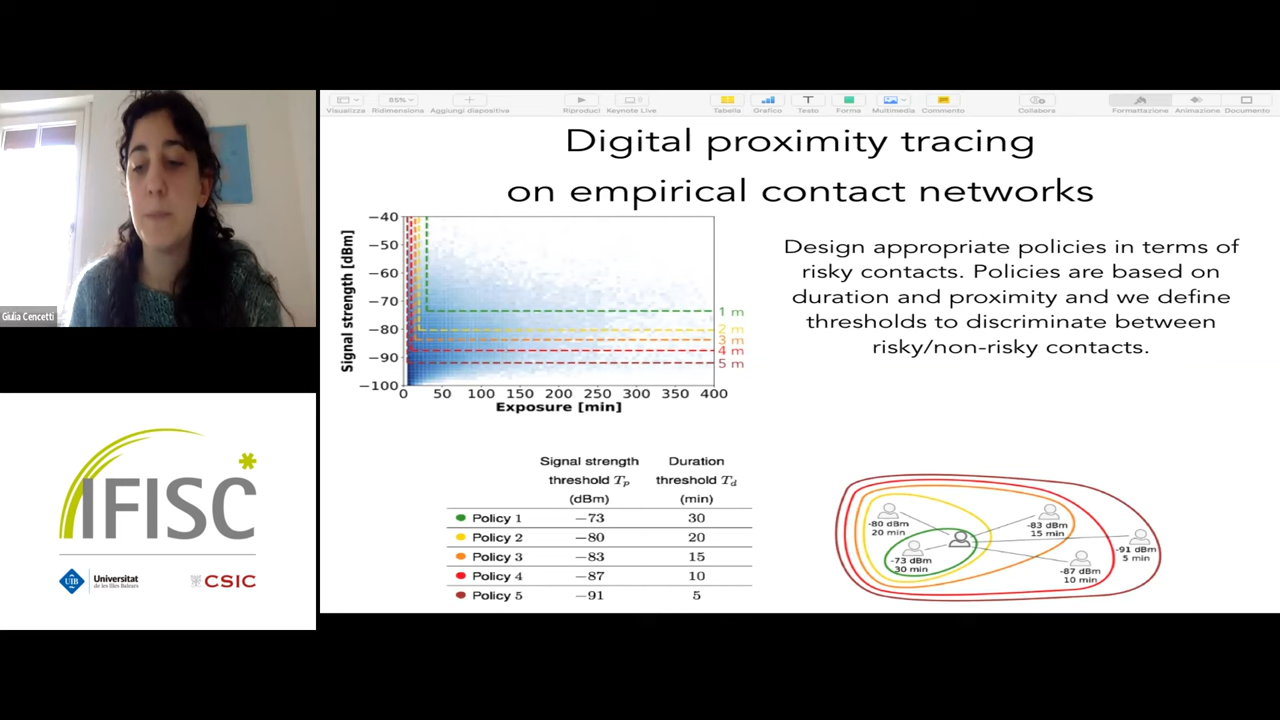 Visualizza
85%
Ridimensiona
Aggiungi diapositiva
Riproduci
Keynote Live
Tabella
Grafico
Testo
Forma
Multimedia
Commento
Collabora
Formattazione
Animazione
Documento
Digital proximity tracing
on empirical contact networks
Giulia Cencetti
Signal strength [dBm]
−40
−50
−60
−70
−80
−90
−100
0 50 100 150 200 250 300 350 400
Exposure [min]
1 m
2 m
3 m
4 m
5 m
Design appropriate policies in terms of
risky contacts. Policies are based on
duration and proximity and we define
thresholds to discriminate between
risky/non-risky contacts.
Signal strength Duration
threshold Tp threshold Td
(dBm) (min)
Policy 1 −73 30
Policy 2 −80 20
Policy 3 −83 15
Policy 4 −87 10
Policy 5 −91 5
-80 dBm
20 min
-73 dBm
30 min
-83 dBm
15 min
-87 dBm
10 min
-91 dBm
5 min
IFISC
UIB
Universitat
de les Illes Balears
CSIC